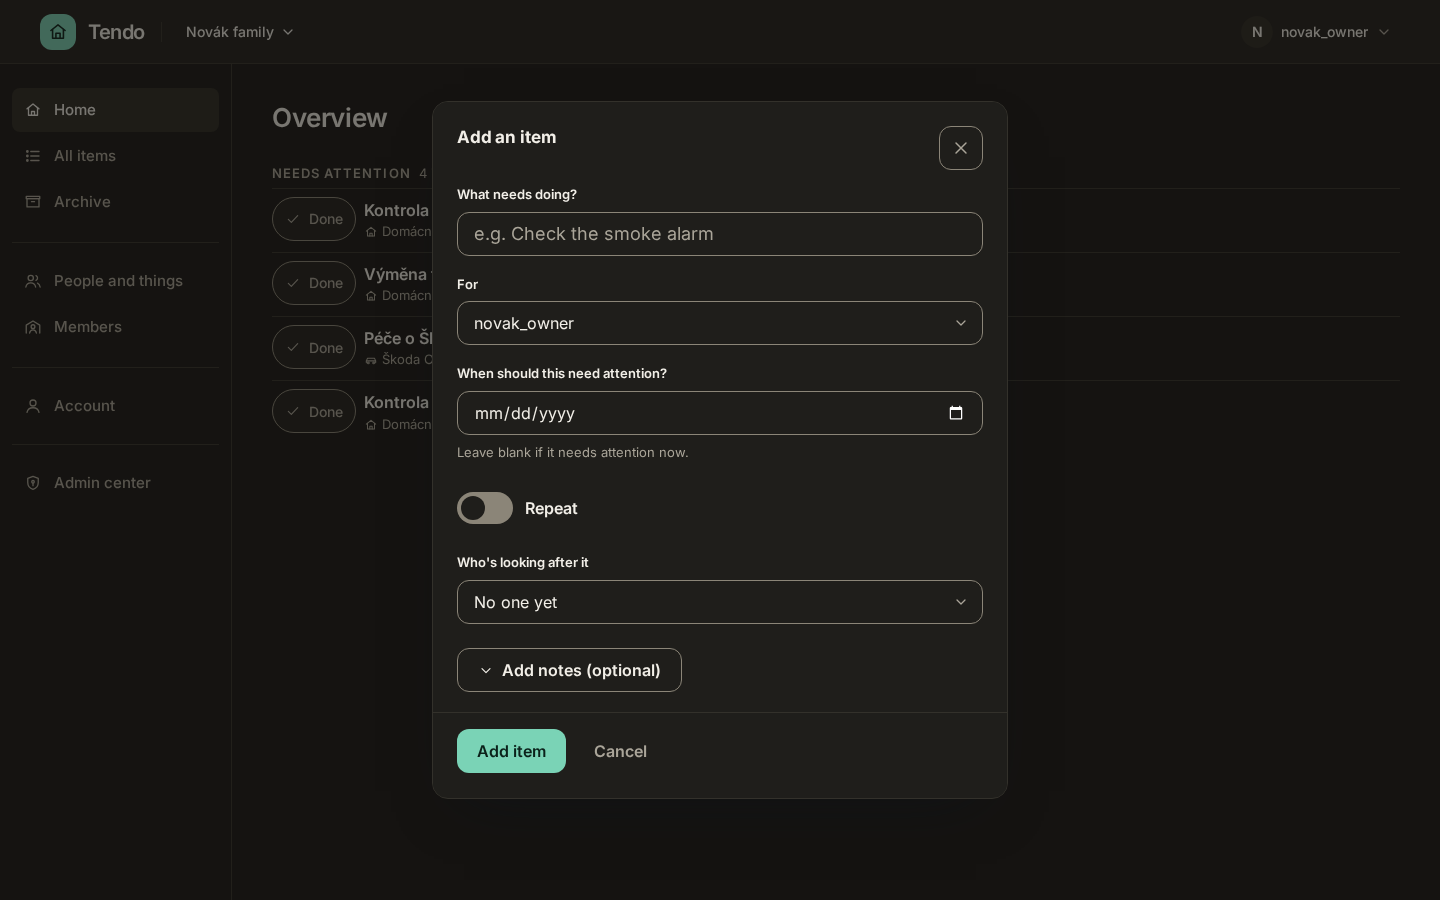 Tendo
Novák family
N
novak_owner
Home
All items
Archive
People and things
Members
Account
Admin center
Overview
NEEDS ATTENTION 4
Done
Kontrola
Domácn
Done
Výměna
Domácn
Done
Péče o
Škoda
Done
Kontrola
Domácn
Add an item
What needs doing?
e.g. Check the smoke alarm
For
novak_owner
When should this need attention?
mm/dd/yyyy
Leave blank if it needs attention now.
Repeat
Who's looking after it
No one yet
Add notes (optional)
Add item
Cancel